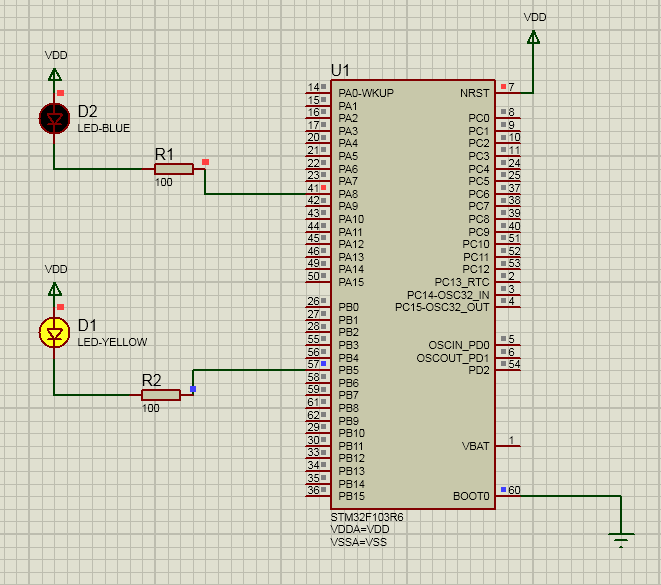 VDD
U1
VDD
D2
LED-BLUE
R1
100
VDD
D1
LED-YELLOW
R2
100
14 PA0-WKUP
15 PA1
16 PA2
17 PA3
20 PA4
21 PA5
22 PA6
23 PA7
41 PA8
42 PA9
43 PA10
44 PA11
45 PA12
46 PA13
49 PA14
50 PA15
26 PB0
27 PB1
28 PB2
55 PB3
56 PB4
57 PB5
58 PB6
59 PB7
61 PB8
62 PB9
29 PB10
30 PB11
33 PB12
34 PB13
35 PB14
36 PB15
NRST 7
PC0 8
PC1 9
PC2 10
PC3 11
PC4 24
PC5 25
PC6 37
PC7 38
PC8 39
PC9 40
PC10 51
PC11 52
PC12 53
PC13_RTC 2
PC14-OSC32_IN 3
PC15-OSC32_OUT 4
OSCIN_PD0 5
OSCOUT_PD1 6
PD2 54
VBAT 1
BOOT0 60
STM32F103R6
VDDA=VDD
VSSA=VSS